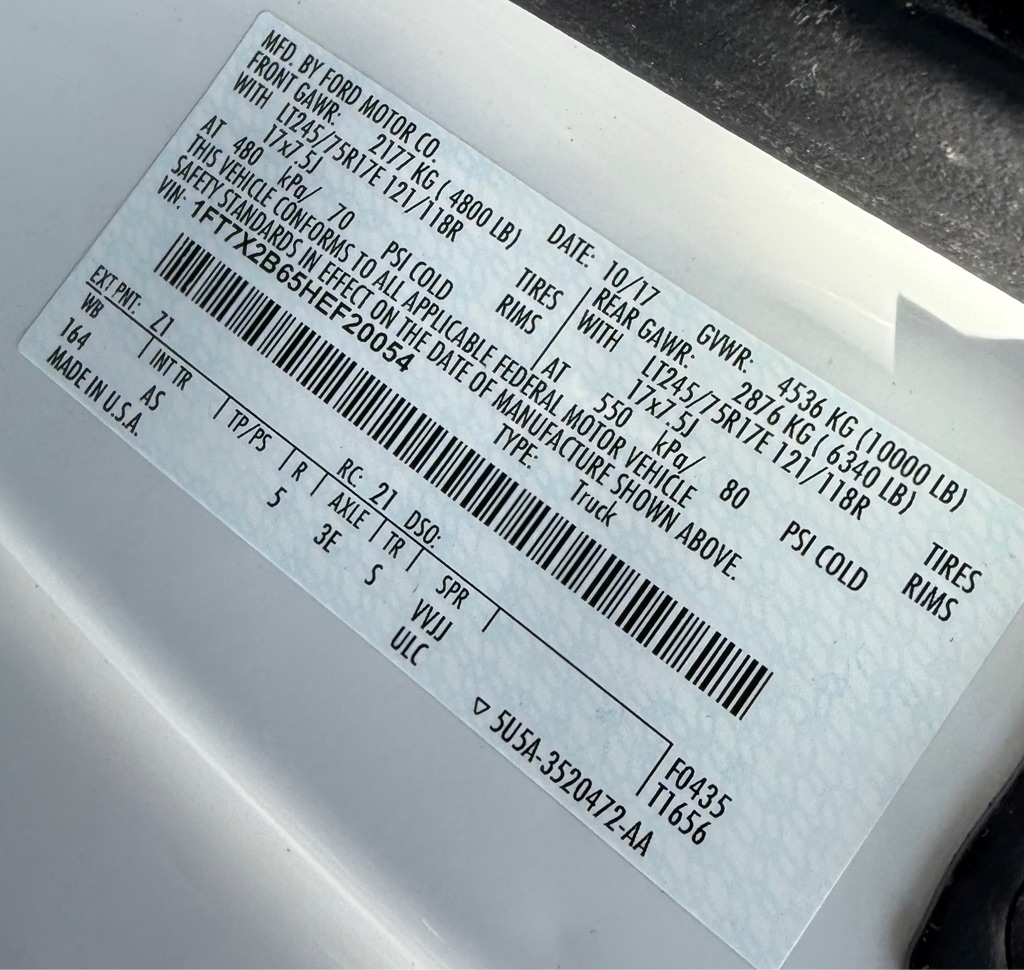 MFD. BY FORD MOTOR CO.
DATE: 10/17 GVWR: 4536 KG (10000 LB)
FRONT GAWR: 2177 KG ( 4800 LB) REAR GAWR: 2876 KG ( 6340 LB)
WITH LT245/75R17E 121/118R TIRES WITH LT245/75R17E 121/118R TIRES
17x7.5J RIMS 17x7.5J RIMS
AT 480 kPa/ 70 PSI COLD AT 550 kPa/ 80 PSI COLD
THIS VEHICLE CONFORMS TO ALL APPLICABLE FEDERAL MOTOR VEHICLE
SAFETY STANDARDS IN EFFECT ON THE DATE OF MANUFACTURE SHOWN ABOVE.
VIN: 1FT7X2B65HEF20054 TYPE: Truck
EXT PNT: Z1 RC: 21 DSO: F0435
WB INT TR TP/PS R AXLE TR SPR T1656
164 AS 5 3E S VVJJ
MADE IN U.S.A. ULC
▽ 5U5A-3520472-AA